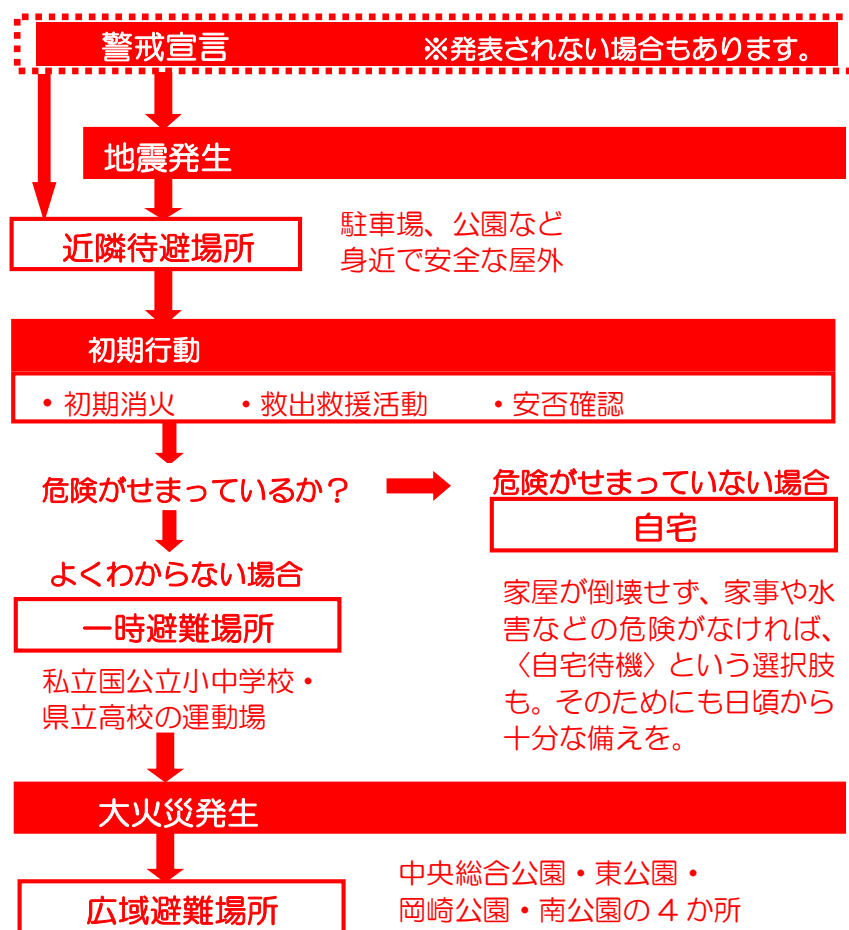 警戒宣言 ※発表されない場合もあります。
地震発生
近隣待避場所
駐車場、公園など
身近で安全な屋外
初期行動
・初期消火 ・救出救援活動 ・安否確認
危険がせまっているか？
危険がせまっていない場合
自宅
家屋が倒壊せず、家事や水
害などの危険がなければ、
〈自宅待機〉という選択肢
も。そのためにも日頃から
十分な備えを。
よくわからない場合
一時避難場所
私立国公立小中学校・
県立高校の運動場
大火災発生
広域避難場所
中央総合公園・東公園・
岡崎公園・南公園の4か所